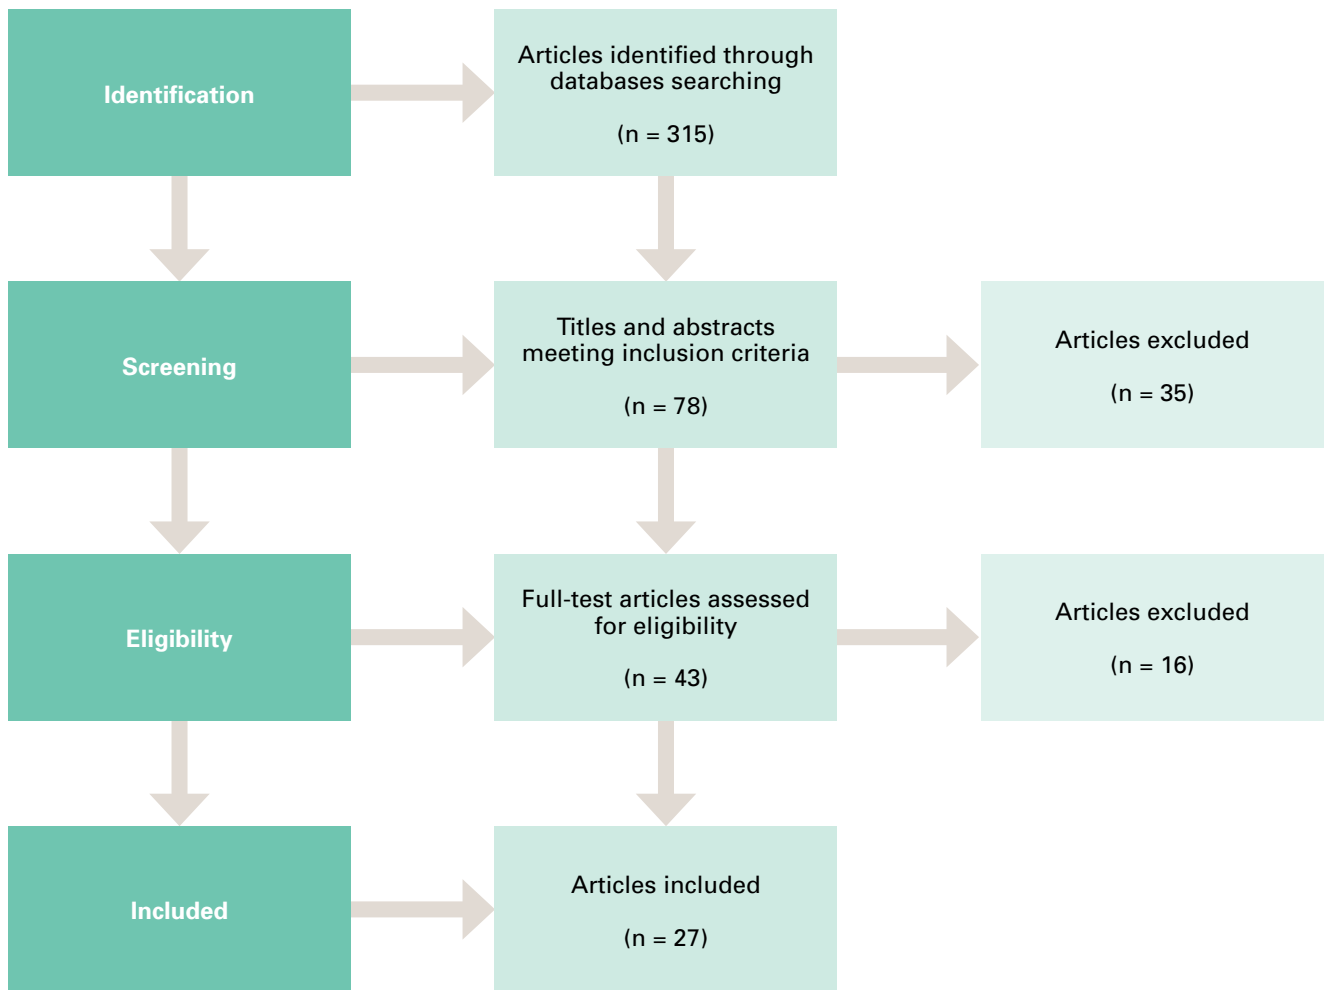 Identification
Articles identified through
databases searching
(n = 315)
Screening
Titles and abstracts
meeting inclusion criteria
(n = 78)
Articles excluded
(n = 35)
Eligibility
Full-test articles assessed
for eligibility
(n = 43)
Articles excluded
(n = 16)
Included
Articles included
(n = 27)